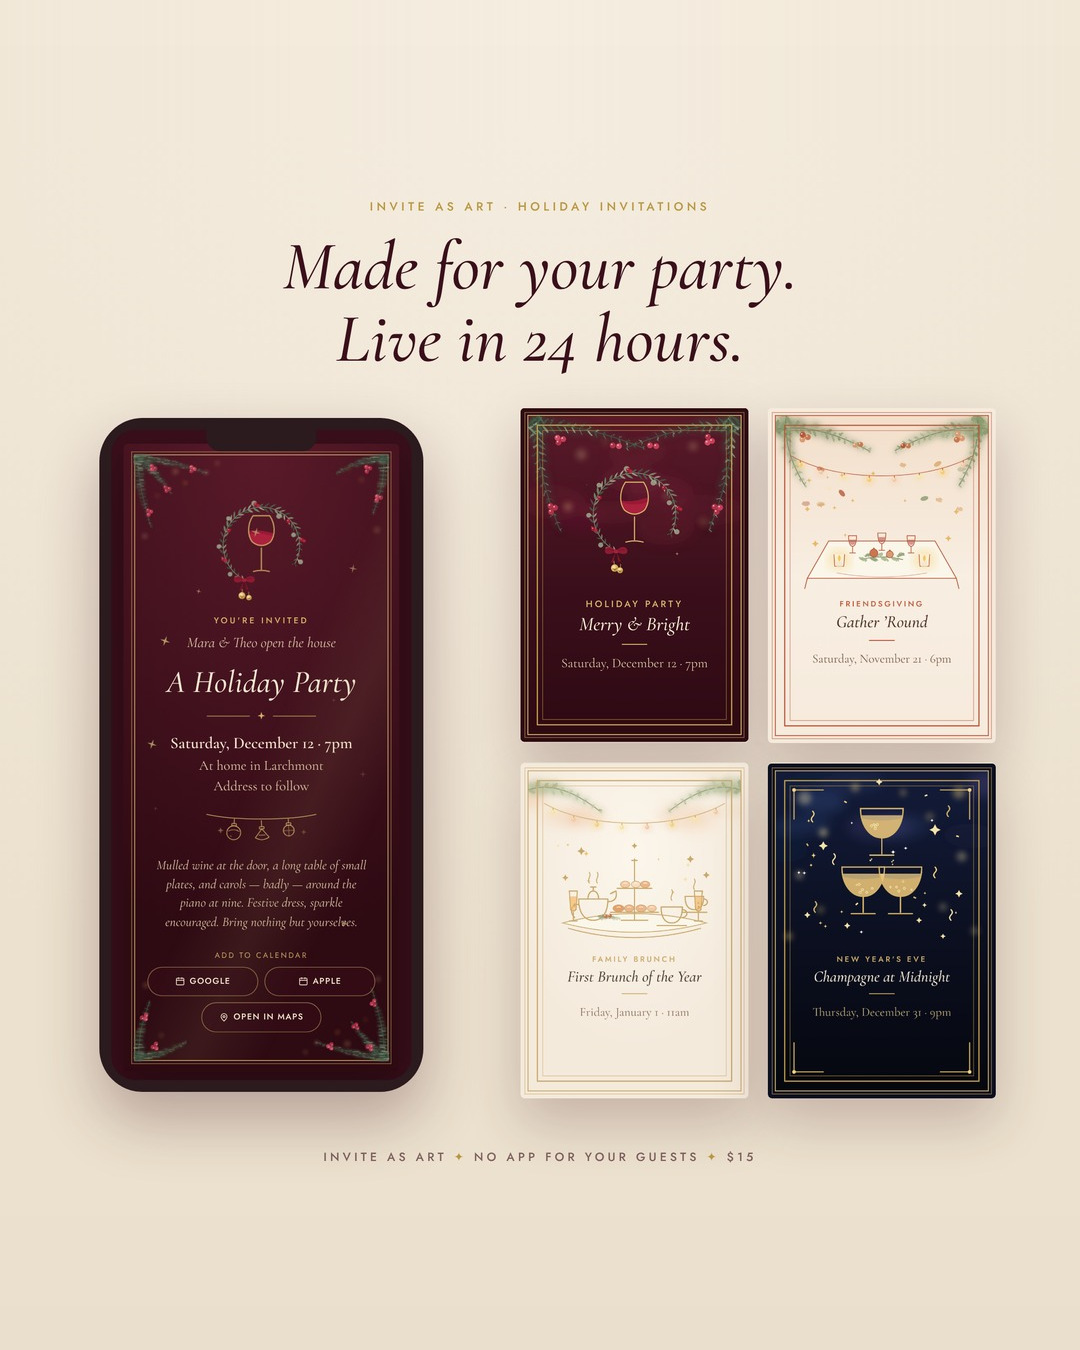 INVITE AS ART · HOLIDAY INVITATIONS
Made for your party.
Live in 24 hours.
YOU'RE INVITED
Mara & Theo open the house
A Holiday Party
Saturday, December 12 · 7pm
At home in Larchmont
Address to follow
Mulled wine at the door, a long table of small
plates, and carols — badly — around the
piano at nine. Festive dress, sparkle
encouraged. Bring nothing but yourselves.
ADD TO CALENDAR
GOOGLE
APPLE
OPEN IN MAPS
HOLIDAY PARTY
Merry & Bright
Saturday, December 12 · 7pm
FRIENDSGIVING
Gather ’Round
Saturday, November 21 · 6pm
FAMILY BRUNCH
First Brunch of the Year
Friday, January 1 · 11am
NEW YEAR'S EVE
Champagne at Midnight
Thursday, December 31 · 9pm
INVITE AS ART ✦ NO APP FOR YOUR GUESTS ✦ $15